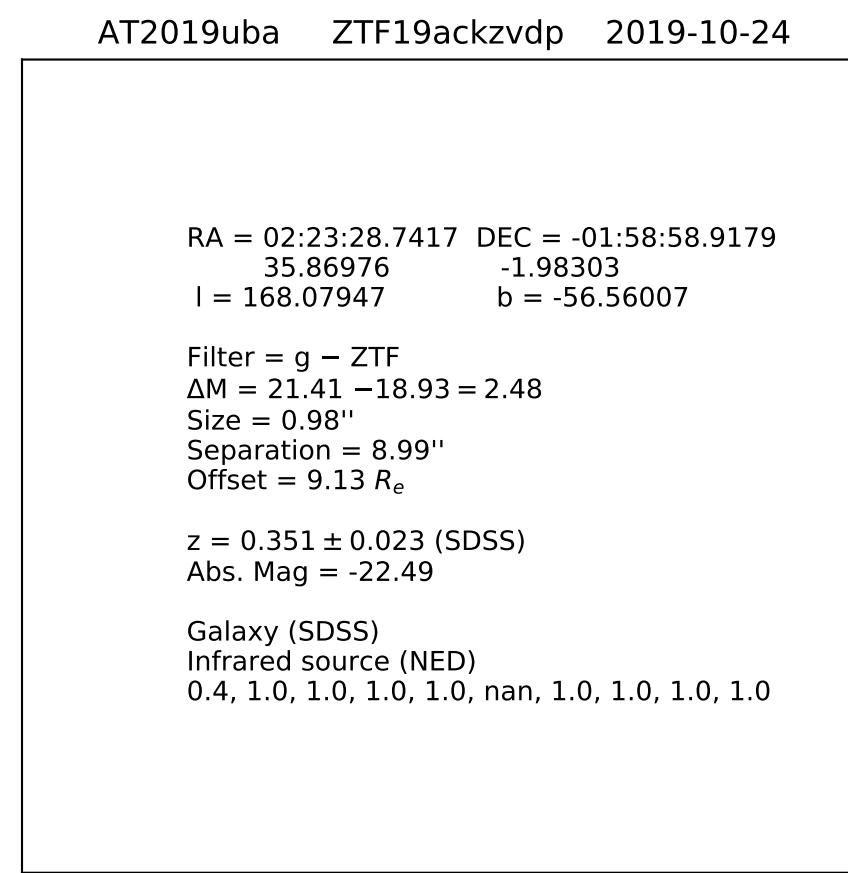 AT2019uba ZTF19ackzvdp 2019-10-24
RA = 02:23:28.7417 DEC = -01:58:58.9179
35.86976 -1.98303
l = 168.07947 b = -56.56007
Filter = g − ZTF
ΔM = 21.41 −18.93 = 2.48
Size = 0.98''
Separation = 8.99''
Offset = 9.13 Rₑ
z = 0.351 ± 0.023 (SDSS)
Abs. Mag = -22.49
Galaxy (SDSS)
Infrared source (NED)
0.4, 1.0, 1.0, 1.0, 1.0, nan, 1.0, 1.0, 1.0, 1.0